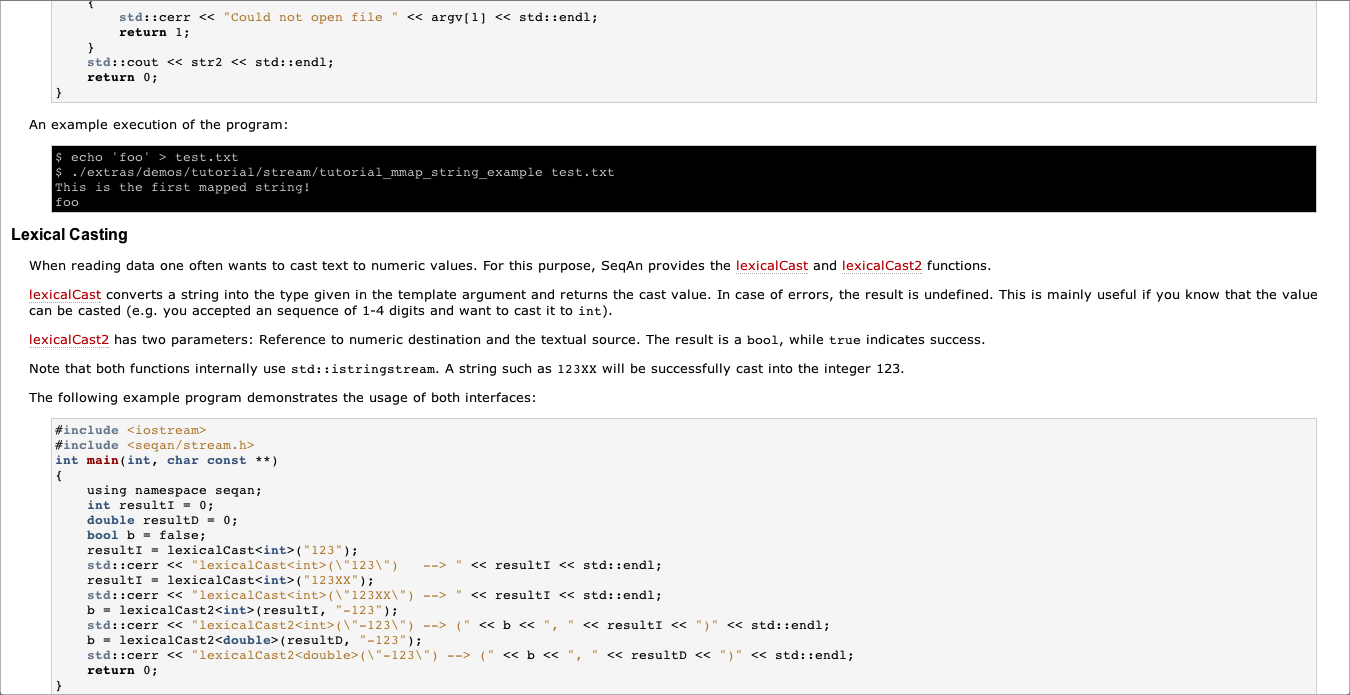 {
std::cerr << "Could not open file " << argv[1] << std::endl;
return 1;
}
std::cout << str2 << std::endl;
return 0;
}
An example execution of the program:
$ echo 'foo' > test.txt
$ ./extras/demos/tutorial/stream/tutorial_mmap_string_example test.txt
This is the first mapped string!
foo
Lexical Casting
When reading data one often wants to cast text to numeric values. For this purpose, SeqAn provides the lexicalCast and lexicalCast2 functions.
lexicalCast converts a string into the type given in the template argument and returns the cast value. In case of errors, the result is undefined. This is mainly useful if you know that the value
can be casted (e.g. you accepted an sequence of 1-4 digits and want to cast it to int).
lexicalCast2 has two parameters: Reference to numeric destination and the textual source. The result is a bool, while true indicates success.
Note that both functions internally use std::istringstream. A string such as 123XX will be successfully cast into the integer 123.
The following example program demonstrates the usage of both interfaces:
#include <iostream>
#include <seqan/stream.h>
int main(int, char const **)
{
using namespace seqan;
int resultI = 0;
double resultD = 0;
bool b = false;
resultI = lexicalCast<int>("123");
std::cerr << "lexicalCast<int>(\"123\")   --> " << resultI << std::endl;
resultI = lexicalCast<int>("123XX");
std::cerr << "lexicalCast<int>(\"123XX\") --> " << resultI << std::endl;
b = lexicalCast2<int>(resultI, "-123");
std::cerr << "lexicalCast2<int>(\"-123\") --> (" << b << ", " << resultI << ")" << std::endl;
b = lexicalCast2<double>(resultD, "-123");
std::cerr << "lexicalCast2<double>(\"-123\") --> (" << b << ", " << resultD << ")" << std::endl;
return 0;
}